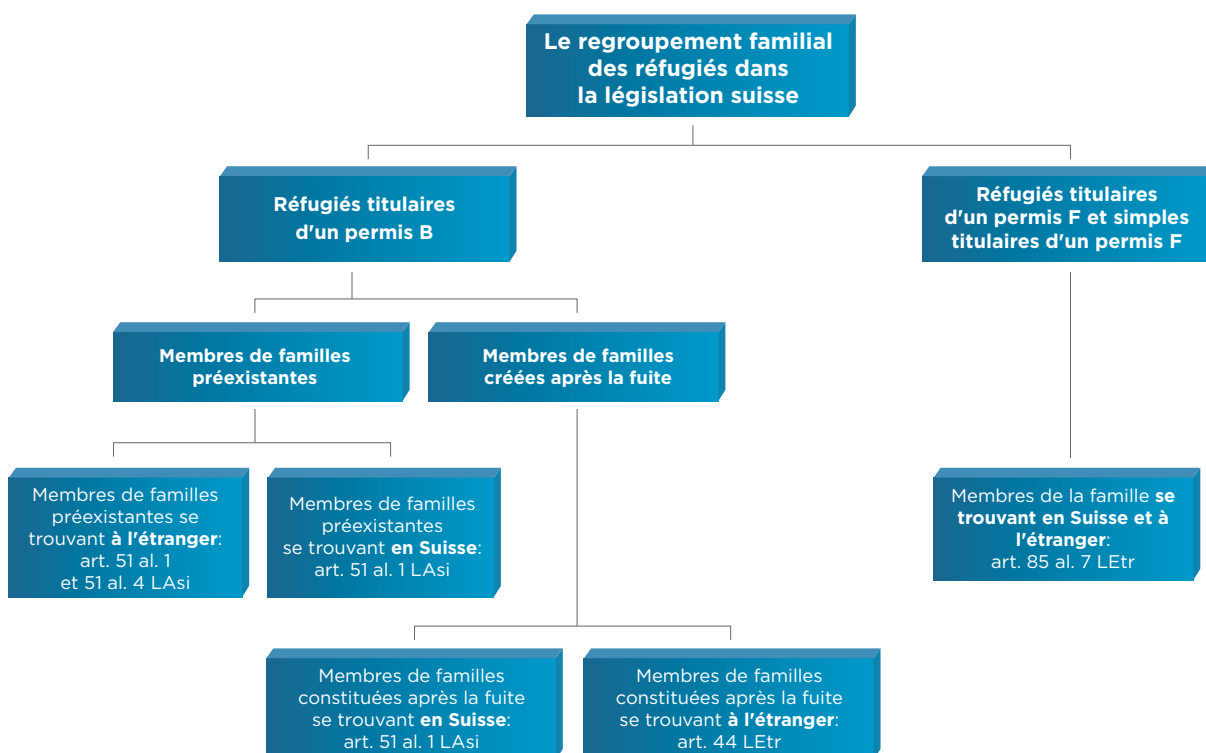 Le regroupement familial
des réfugiés dans
la législation suisse
Réfugiés titulaires
d'un permis B
Réfugiés titulaires
d'un permis F et simples
titulaires d'un permis F
Membres de familles
préexistantes
Membres de familles
créées après la fuite
Membres de familles
préexistantes se
trouvant à l'étranger:
art. 51 al. 1
et 51 al. 4 LAsi
Membres de familles
préexistantes
se trouvant en Suisse:
art. 51 al. 1 LAsi
Membres de la famille se
trouvant en Suisse et à
l'étranger:
art. 85 al. 7 LEtr
Membres de familles
constituées après la fuite
se trouvant en Suisse:
art. 51 al. 1 LAsi
Membres de familles
constituées après la fuite
se trouvant à l'étranger:
art. 44 LEtr